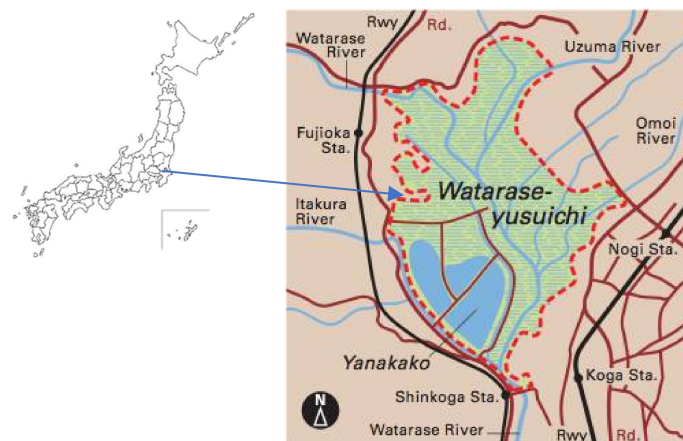 Rwy
Rd.
Watarase
River
Uzuma River
Omoi
River
Fujioka
Sta.
Watarase-
yusuichi
Itakura
River
Nogi Sta.
Yanakako
Koga Sta.
Shinkoga Sta.
N
Watarase River
Rwy
Rd.